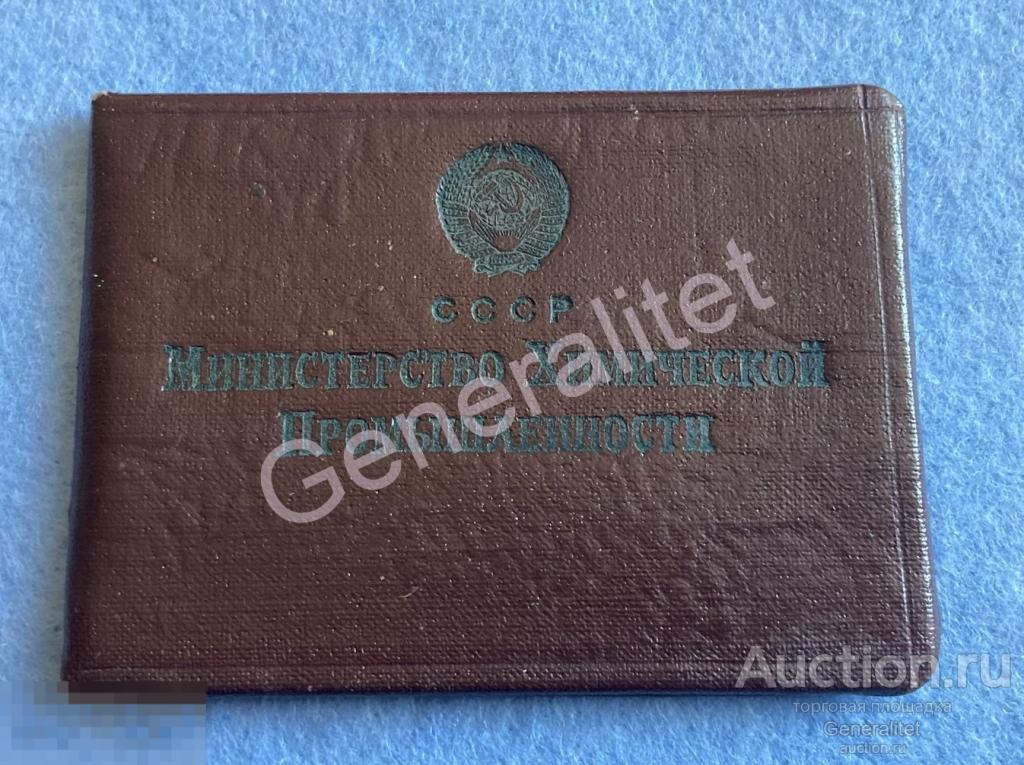 СССР
Министерство Химической
Промышленности
Generalitet
Auction.ru
торговая площадка
Generalitet
auction.ru